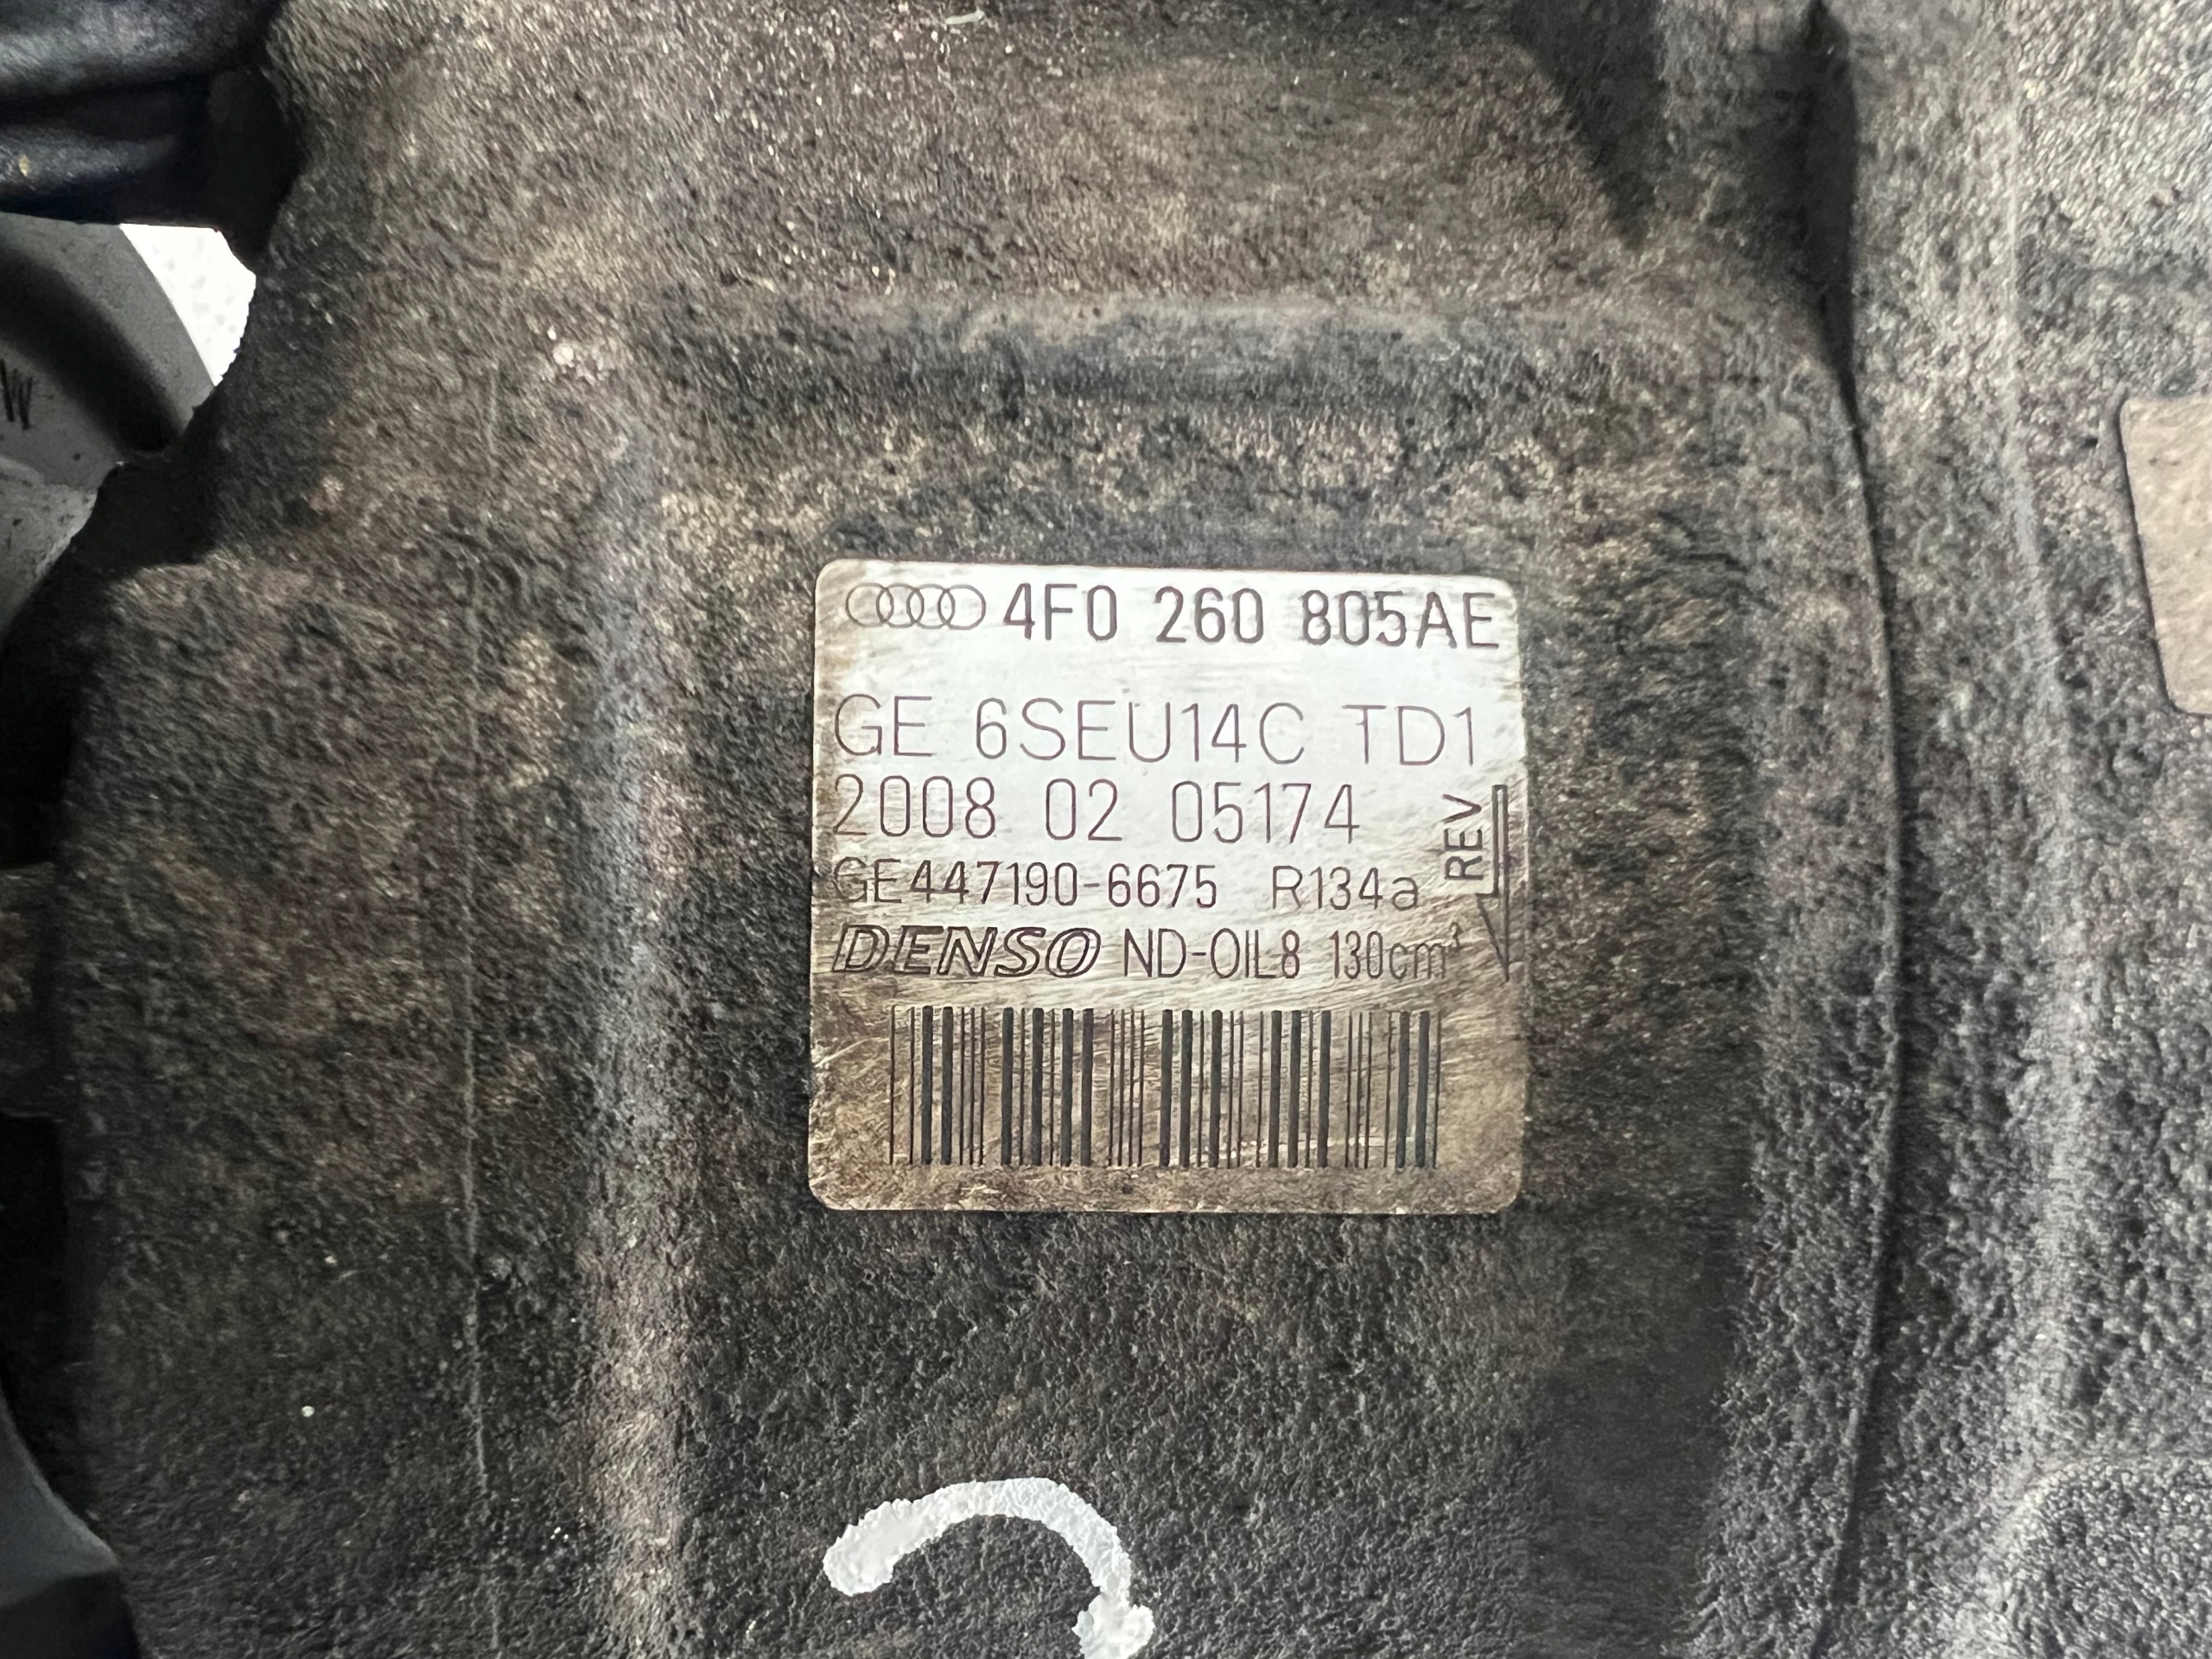 4F0 260 805AE
GE 6SEU14C TD1
2008 02 05174
REV
GE447190-6675 R134a
DENSO ND-OIL8 130cm³
W